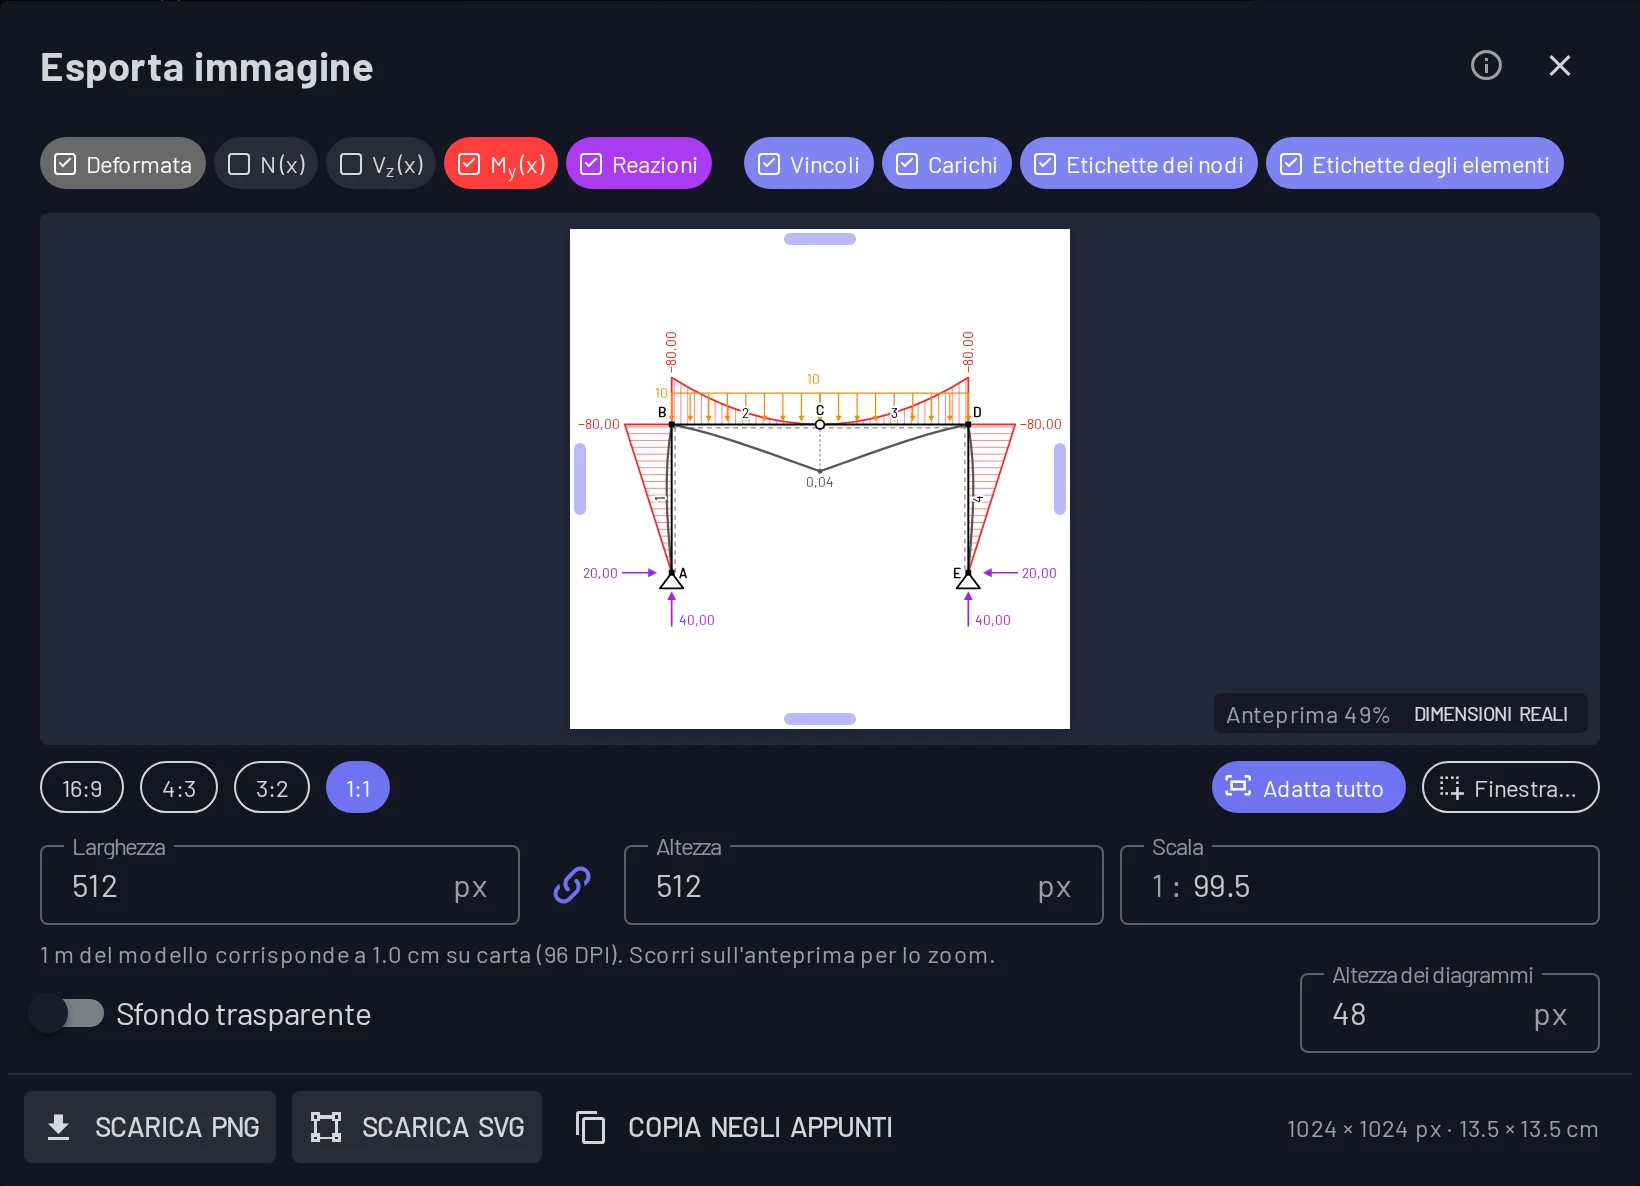 Esporta immagine
Deformata N(x) Vz(x) My(x) Reazioni Vincoli Carichi Etichette dei nodi Etichette degli elementi
-80,00 -80,00
10
10
B 2 C 3 D
-80,00 -80,00
0,04
1 4
20,00 A E 20,00
40,00 40,00
Anteprima 49% DIMENSIONI REALI
16:9 4:3 3:2 1:1 Adatta tutto Finestra...
Larghezza Altezza Scala
512 px 512 px 1 : 99.5
1 m del modello corrisponde a 1.0 cm su carta (96 DPI). Scorri sull'anteprima per lo zoom.
Altezza dei diagrammi
Sfondo trasparente 48 px
SCARICA PNG SCARICA SVG COPIA NEGLI APPUNTI 1024 × 1024 px · 13.5 × 13.5 cm